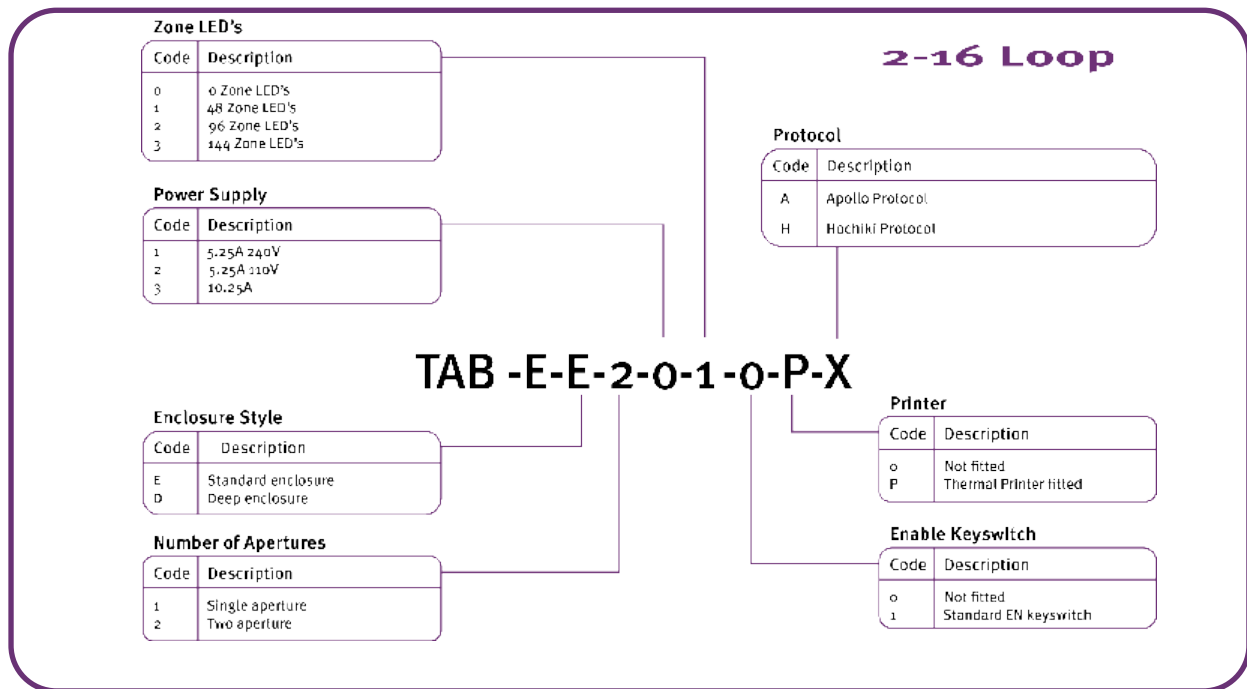 Zone LED's
Code Description
0 0 Zone LED's
1 48 Zone LED's
2 96 Zone LED's
3 144 Zone LED's
2-16 Loop
Protocol
Code Description
A Apollo Protocol
H Hochiki Protocol
Power Supply
Code Description
1 5.25A 240V
2 5.25A 110V
3 10.25A
TAB -E-E-2-0-1-0-P-X
Enclosure Style
Code Description
E Standard enclosure
D Deep enclosure
Printer
Code Description
0 Not fitted
P Thermal Printer fitted
Number of Apertures
Code Description
1 Single aperture
2 Two aperture
Enable Keyswitch
Code Description
0 Not fitted
1 Standard EN keyswitch